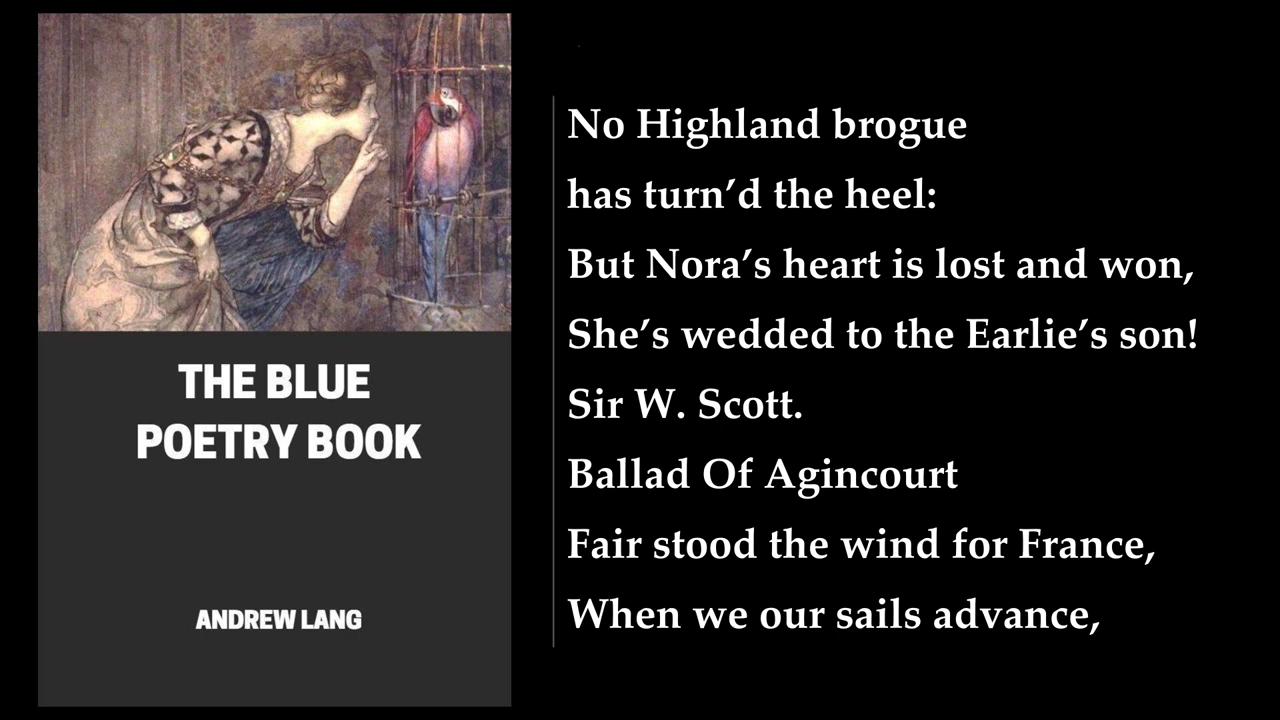 THE BLUE
POETRY BOOK
ANDREW LANG
No Highland brogue
has turn’d the heel:
But Nora’s heart is lost and won,
She’s wedded to the Earlie’s son!
Sir W. Scott.
Ballad Of Agincourt
Fair stood the wind for France,
When we our sails advance,